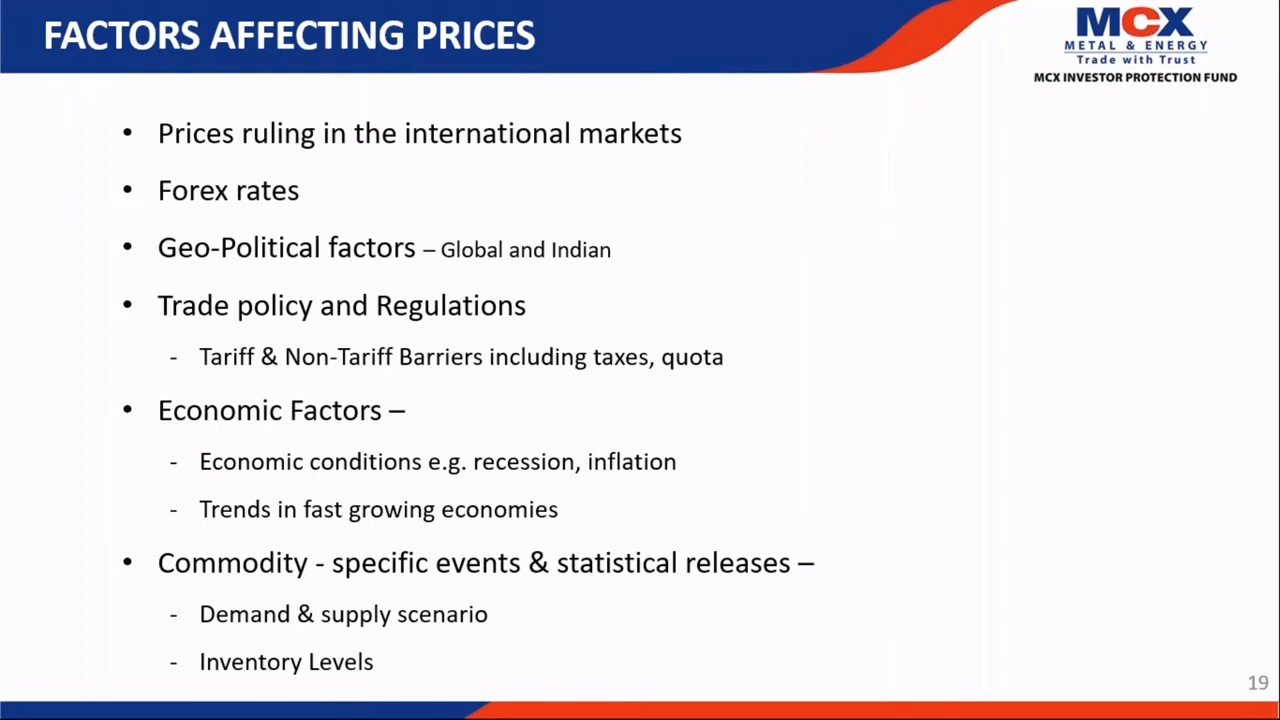 FACTORS AFFECTING PRICES
MCX
METAL & ENERGY
Trade with Trust
MCX INVESTOR PROTECTION FUND
• Prices ruling in the international markets
• Forex rates
• Geo-Political factors – Global and Indian
• Trade policy and Regulations
- Tariff & Non-Tariff Barriers including taxes, quota
• Economic Factors –
- Economic conditions e.g. recession, inflation
- Trends in fast growing economies
• Commodity - specific events & statistical releases –
- Demand & supply scenario
- Inventory Levels
19